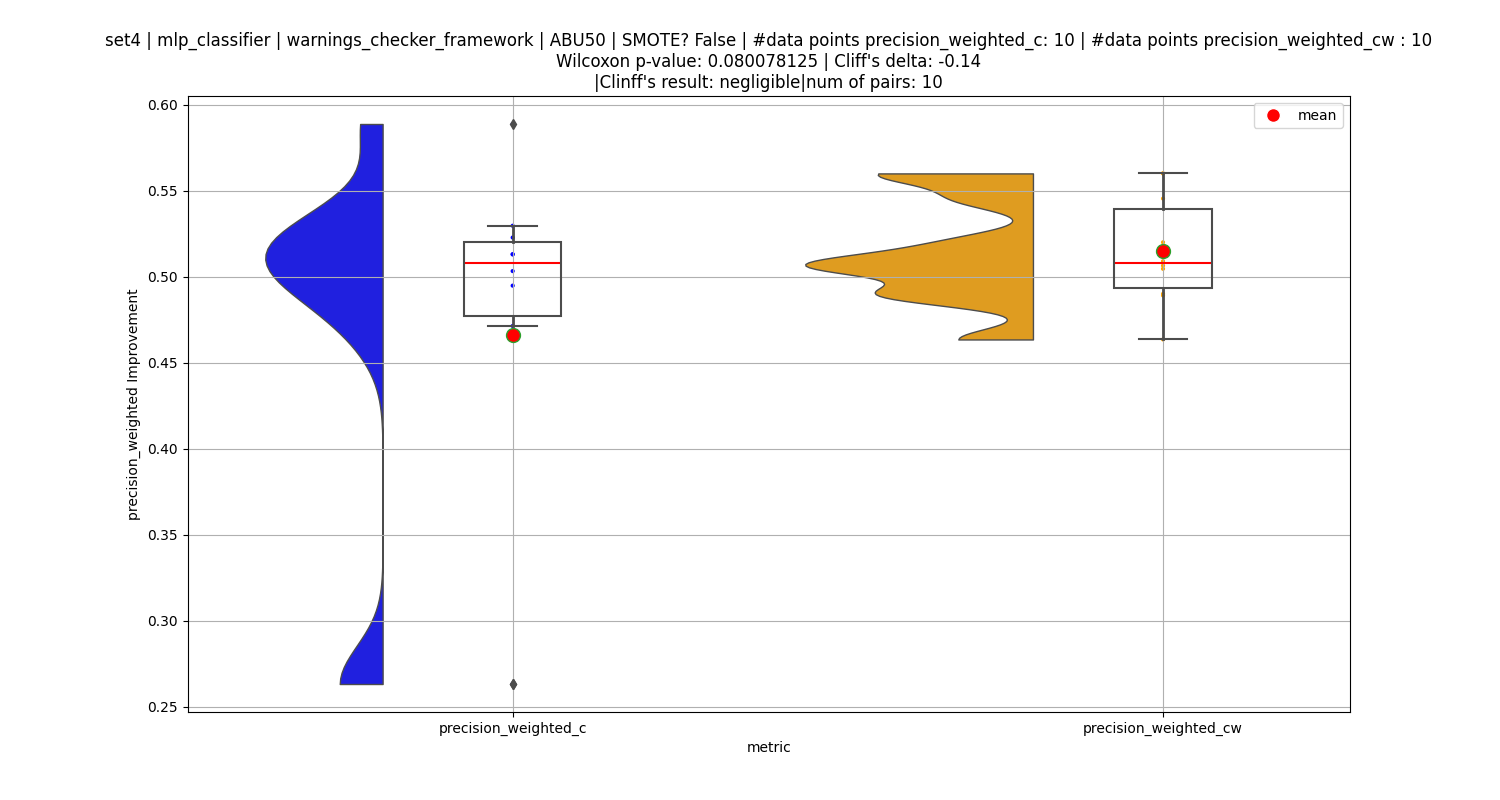 set4 | mlp_classifier | warnings_checker_framework | ABU50 | SMOTE? False | #data points precision_weighted_c: 10 | #data points precision_weighted_cw : 10
Wilcoxon p-value: 0.080078125 | Cliff's delta: -0.14
|Clinff's result: negligible|num of pairs: 10
mean
0.60
0.55
0.50
0.45
0.40
0.35
0.30
0.25
precision_weighted Improvement
precision_weighted_c
precision_weighted_cw
metric